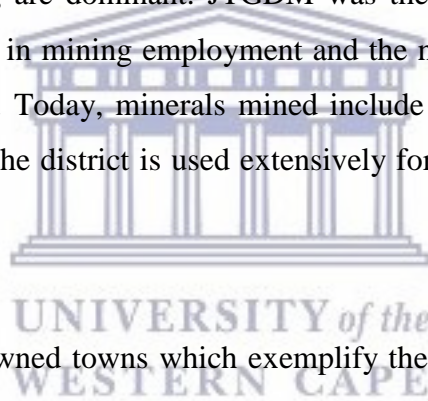 are dominant. JTGDM was the
in mining employment and the
Today, minerals mined include
he district is used extensively for
UNIVERSITY of the
wned towns which exemplify the
WESTERN CAPE